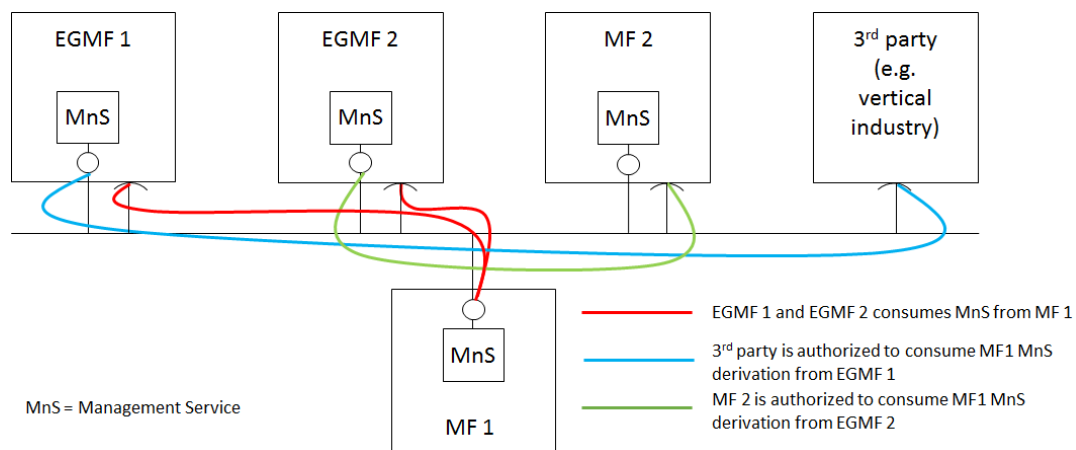 EGMF 1
EGMF 2
MF 2
3rd party
(e.g.
vertical
industry)
MnS
MnS
MnS
EGMF 1 and EGMF 2 consumes MnS from MF 1
3rd party is authorized to consume MF1 MnS
derivation from EGMF 1
MnS
MF 2 is authorized to consume MF1 MnS
derivation from EGMF 2
MnS = Management Service
MF 1